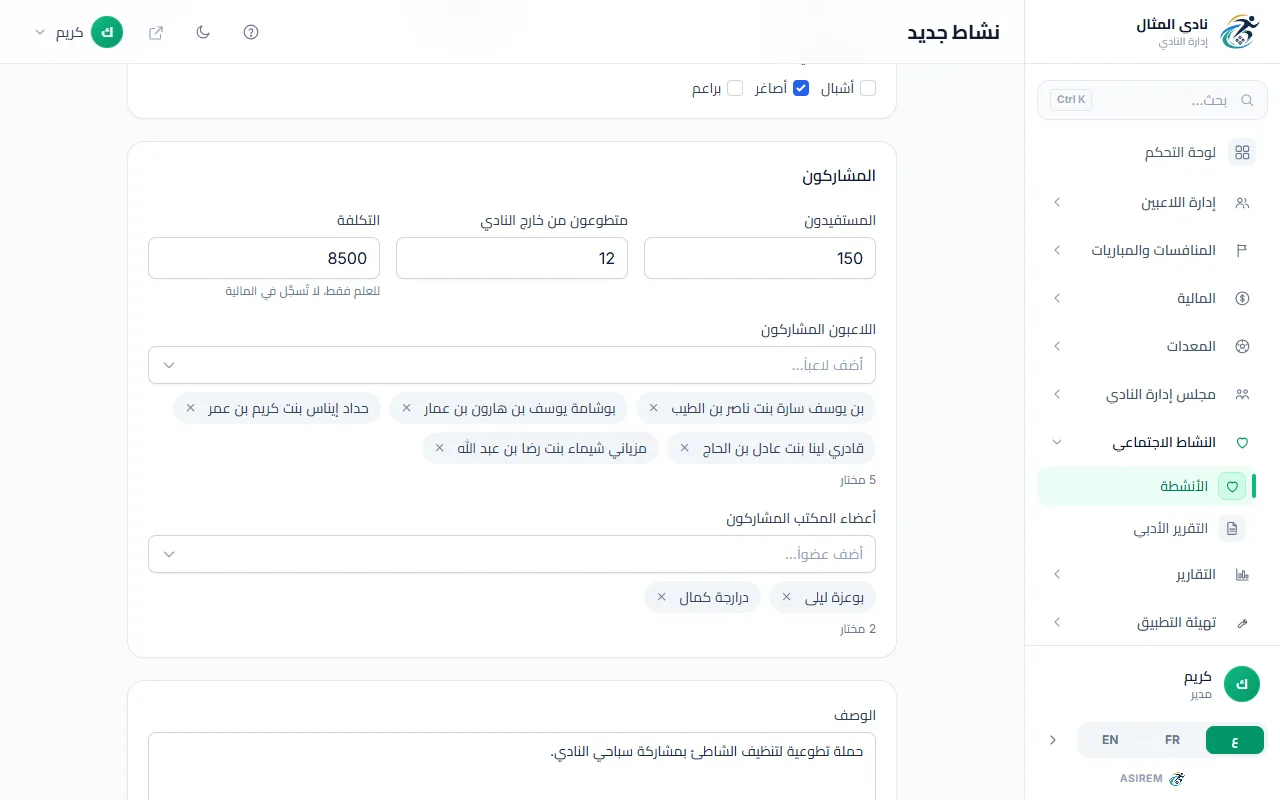 نادي المثال
إدارة النادي
بحث...
Ctrl K
لوحة التحكم
إدارة اللاعبين
المنافسات والمباريات
المالية
المعدات
مجلس إدارة النادي
النشاط الاجتماعي
الأنشطة
التقرير الأدبي
التقارير
تهيئة التطبيق
ك
كريم
مدير
ع
FR
EN
ASIREM
نشاط جديد
ك
كريم
أشبال
أصاغر
براعم
المشاركون
المستفيدون
متطوعون من خارج النادي
التكلفة
150
12
8500
للعلم فقط، لا تُسجَّل في المالية
اللاعبون المشاركون
أضف لاعباً...
بن يوسف سارة بنت ناصر بن الطيب
بوشامة يوسف بن هارون بن عمار
حداد إيناس بنت كريم بن عمر
قادري لينا بنت عادل بن الحاج
مزياني شيماء بنت رضا بن عبد الله
5 مختار
أعضاء المكتب المشاركون
أضف عضواً...
بوعزة ليلى
درارجة كمال
2 مختار
الوصف
حملة تطوعية لتنظيف الشاطئ بمشاركة سباحي النادي.